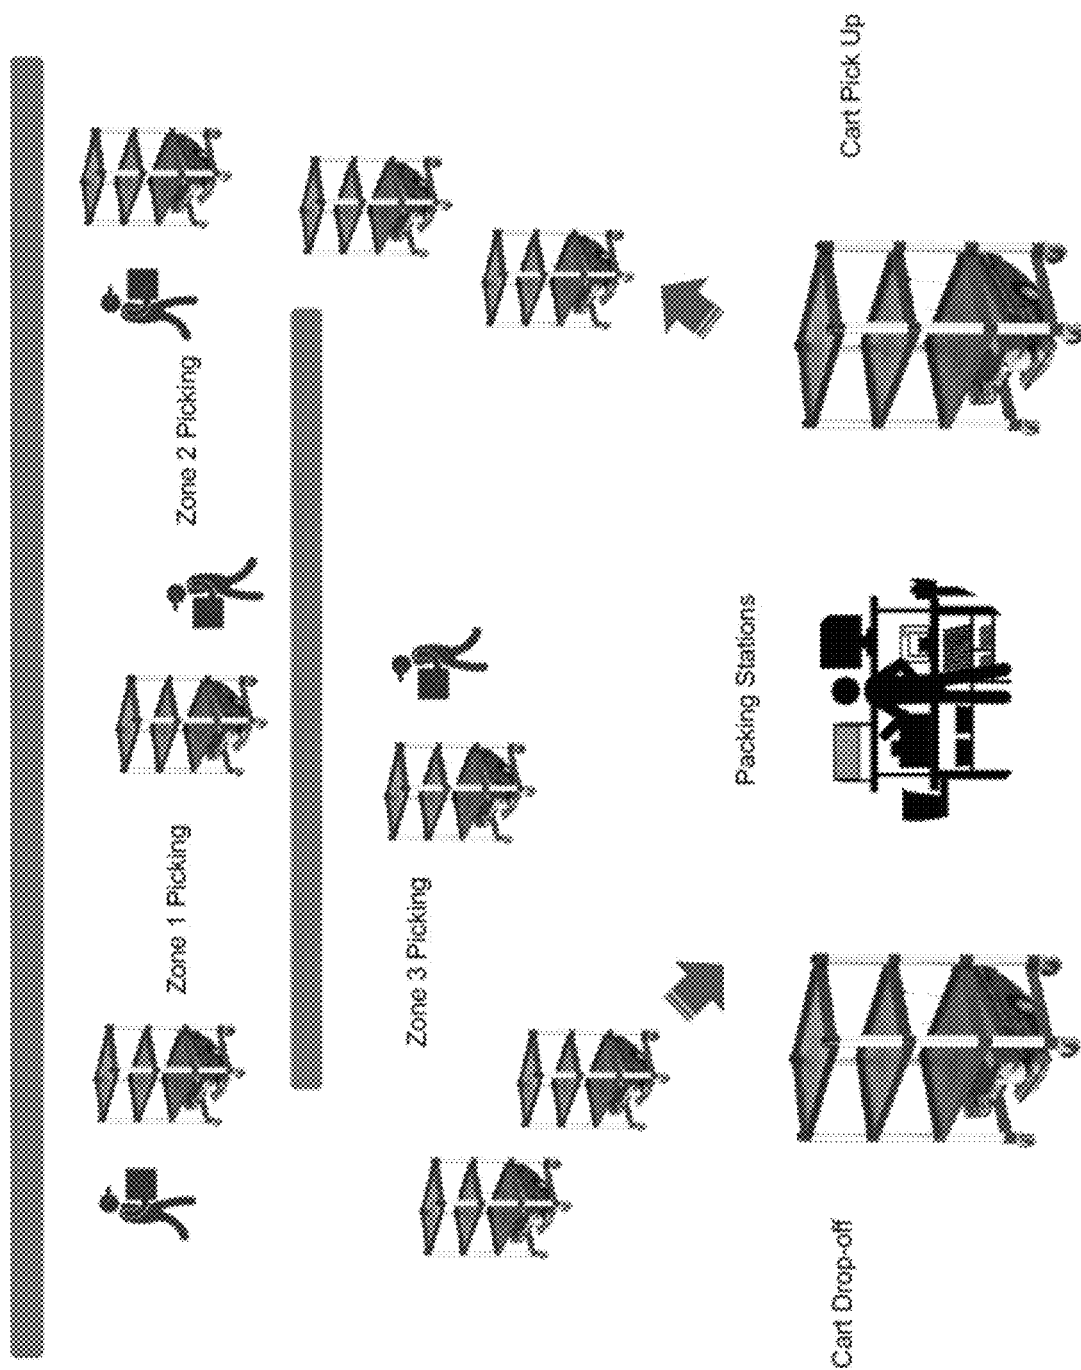 Zone 1 Picking
Zone 2 Picking
Zone 3 Picking
Packing Stations
Cart Drop-off
Cart Pick Up